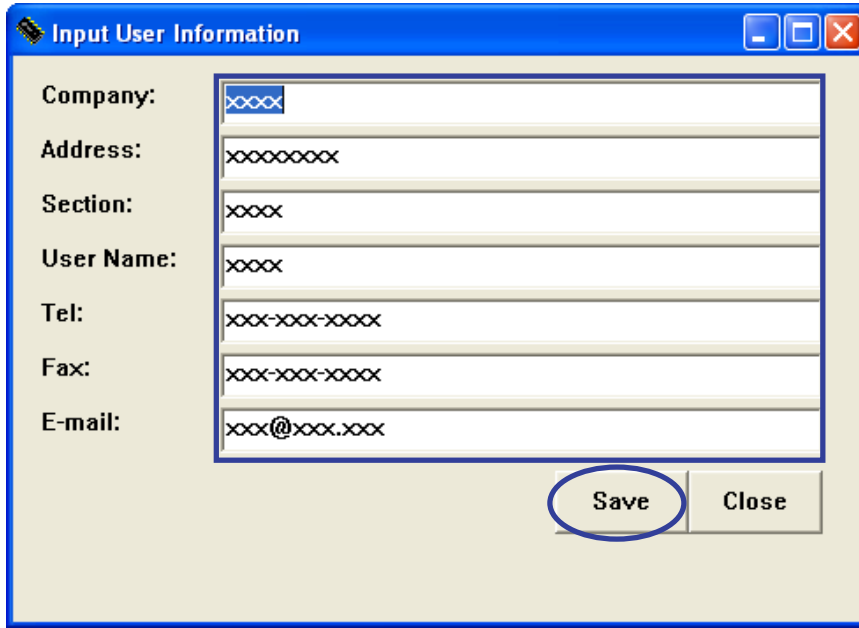 Input User Information
Company: xxxx
Address: xxxxxxxx
Section: xxxx
User Name: xxxx
Tel: xxx-xxx-xxxx
Fax: xxx-xxx-xxxx
E-mail: xxx@xxx.xxx
Save Close